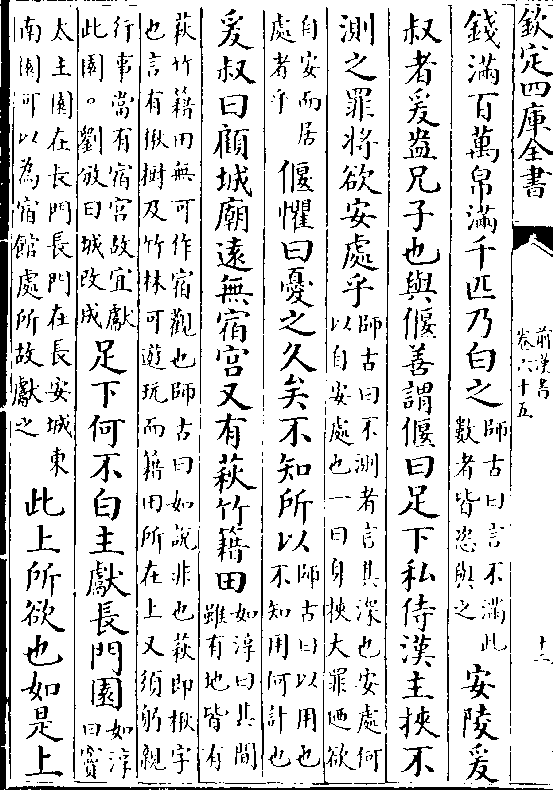 欽定四庫全書
前漢書
卷六十五
十二
錢滿百萬帛滿千匹乃白之師古曰言不滿此數者皆恣與之安陵爰
叔者爰盎兄子也與偃善謂偃曰足下私侍漢主挾不
測之罪將欲安處乎師古曰不測者言其深也安處何以自安處也一曰身挾大罪迺欲
自安而居處者乎偃懼曰憂之久矣不知所以師古曰以用也不知用何計也
爰叔曰顧城廟遠無宿宫又有萩竹籍田如淳曰其間雖有地皆有
萩竹籍田無可作宿觀也師古曰如說非也萩即楸字也言有楸樹及竹林可遊玩而籍田所在上又須躬親
行事當有宿宫故宜獻此園。劉攽曰城改成足下何不白主獻長門園如淳曰竇
太主園在長門長門在長安城東南園可以為宿館處所故獻之此上所欲也如是上